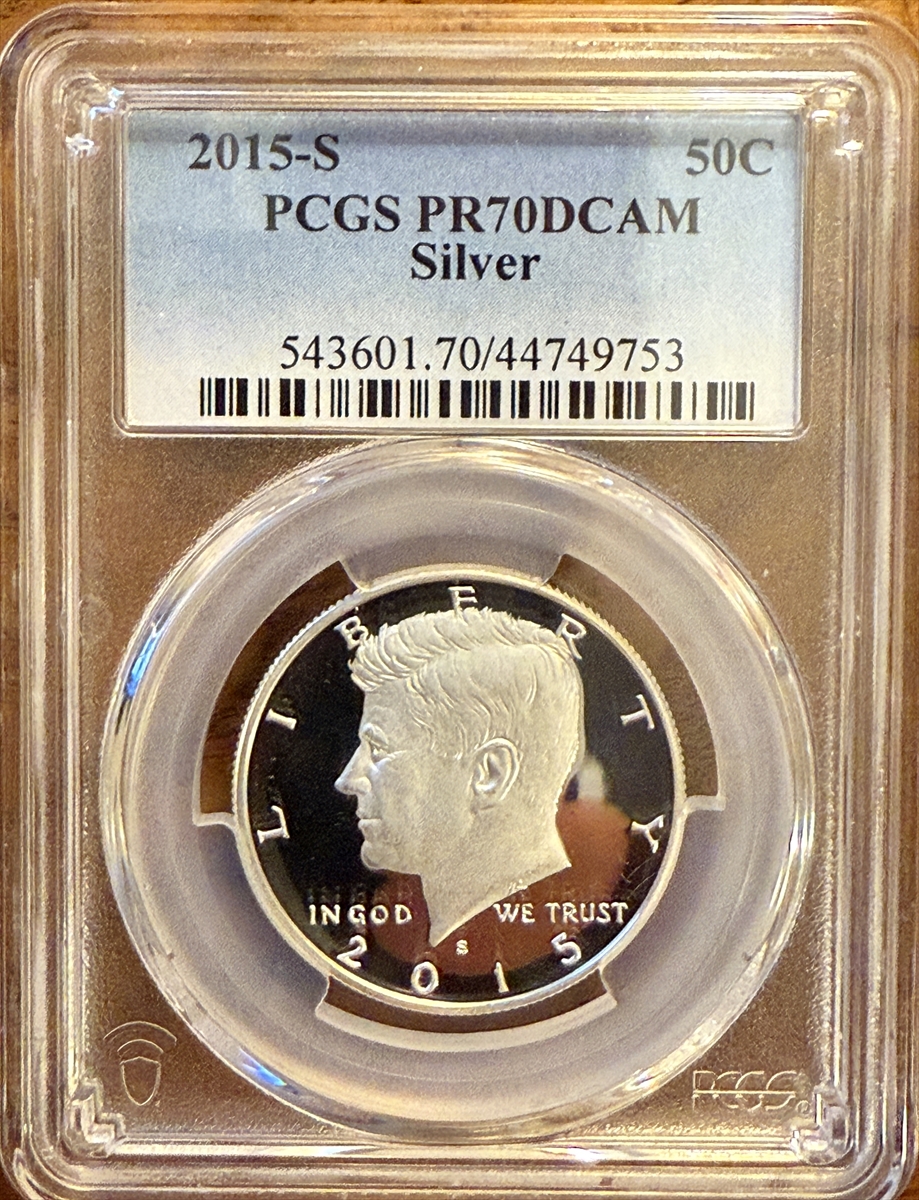 2015-S 50C
PCGS PR70DCAM
Silver
543601.70/44749753
LIBERTY
IN GOD WE TRUST
S
2015
PCGS